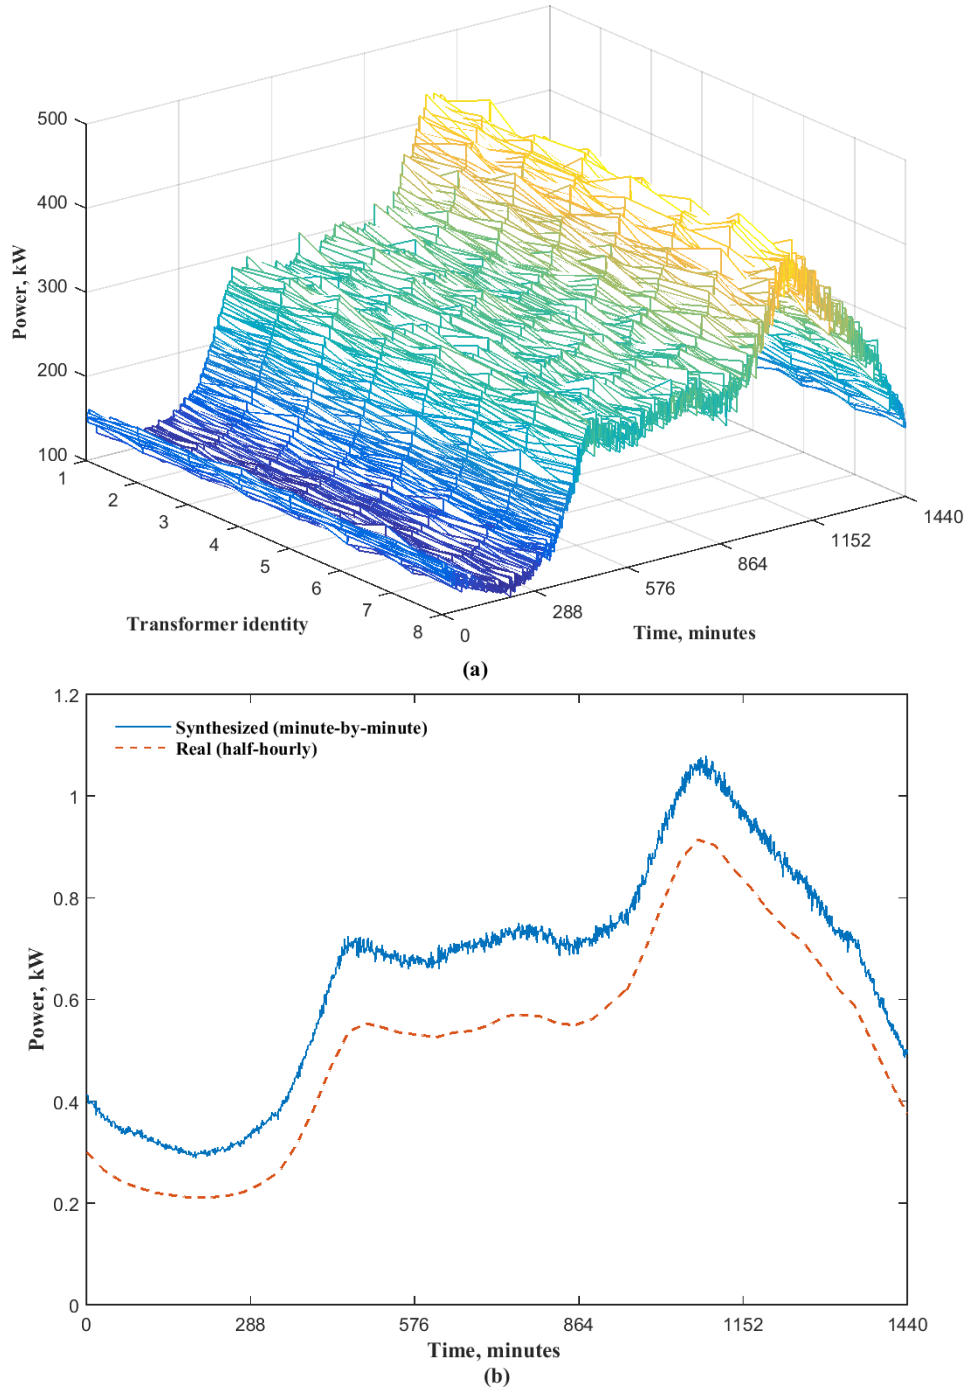 500
400
300
200
100
Power, kW
1
2
3
4
5
6
7
8
Transformer identity
0
288
576
864
1152
1440
Time, minutes
(a)
1.2
1
0.8
0.6
0.4
0.2
0
Power, kW
Synthesized (minute-by-minute)
Real (half-hourly)
0 288 576 864 1152 1440
Time, minutes
(b)